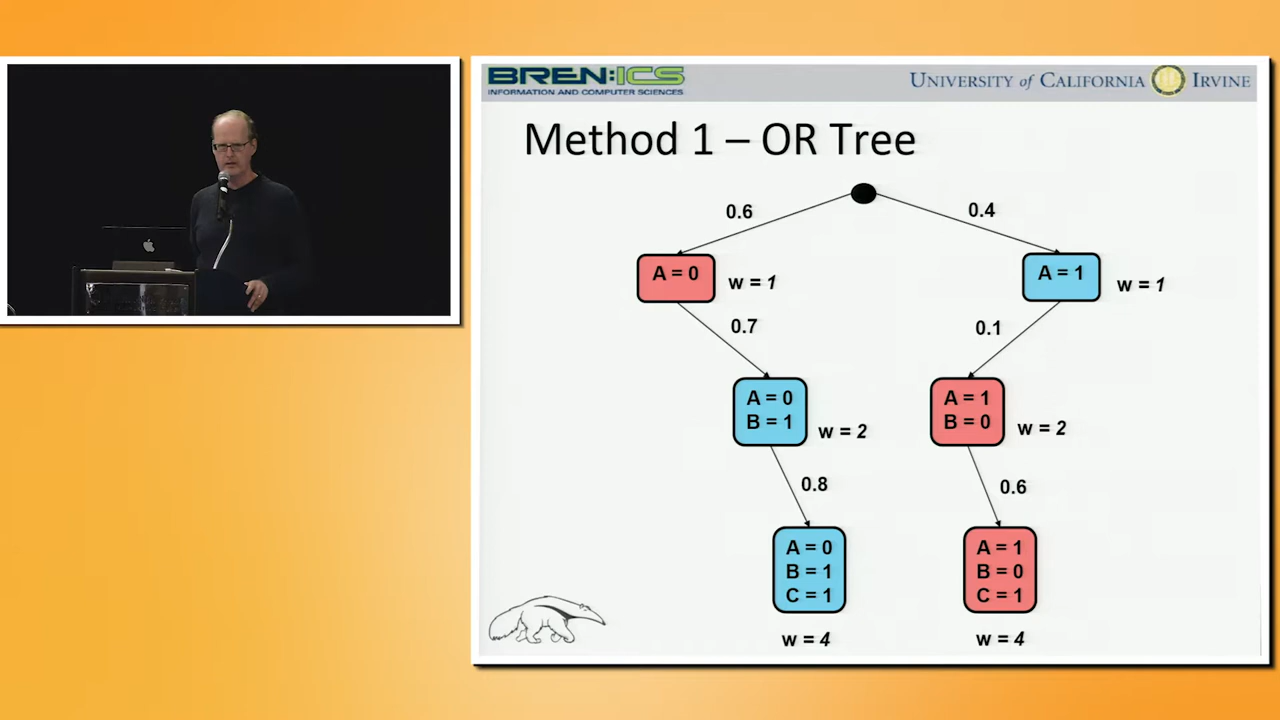 BREN:ICS
INFORMATION AND COMPUTER SCIENCES
UNIVERSITY of CALIFORNIA IRVINE
Method 1 – OR Tree
0.6
0.4
A = 0
w = 1
A = 1
w = 1
0.7
0.1
A = 0
B = 1
w = 2
A = 1
B = 0
w = 2
0.8
0.6
A = 0
B = 1
C = 1
A = 1
B = 0
C = 1
w = 4
w = 4